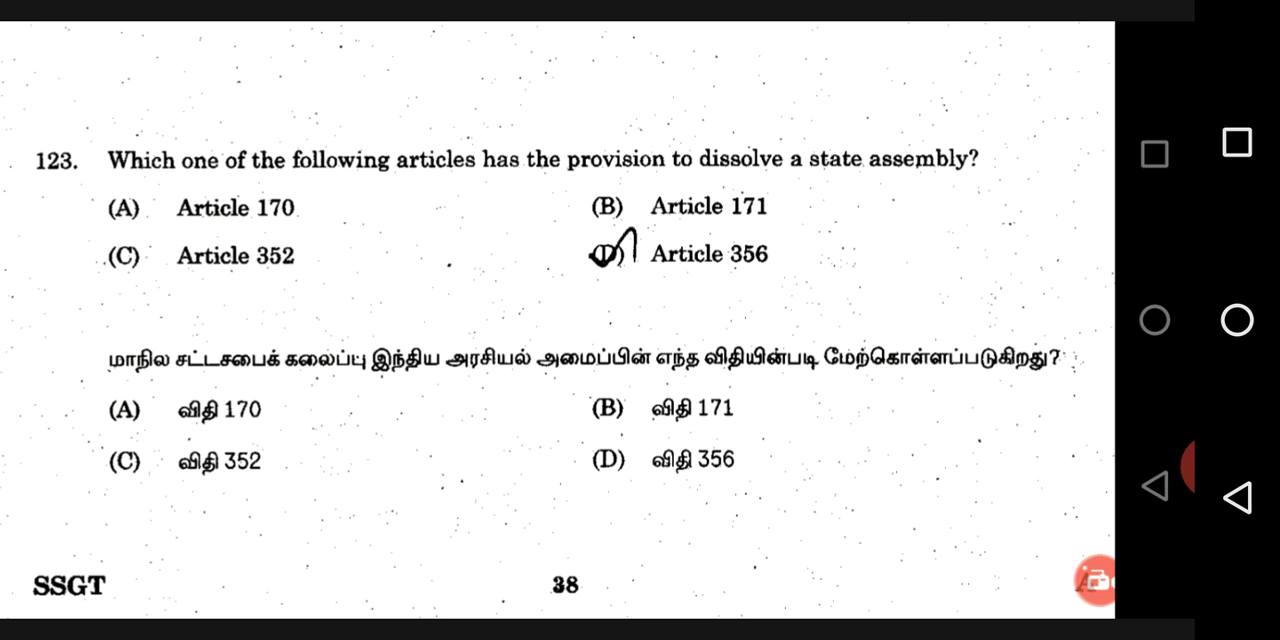 123. Which one of the following articles has the provision to dissolve a state assembly?
(A) Article 170 (B) Article 171
(C) Article 352 (D) Article 356
மாநில சட்டசபைக் கலைப்பு இந்திய அரசியல் அமைப்பின் எந்த விதியின்படி மேற்கொள்ளப்படுகிறது?
(A) விதி 170 (B) விதி 171
(C) விதி 352 (D) விதி 356
SSGT 38